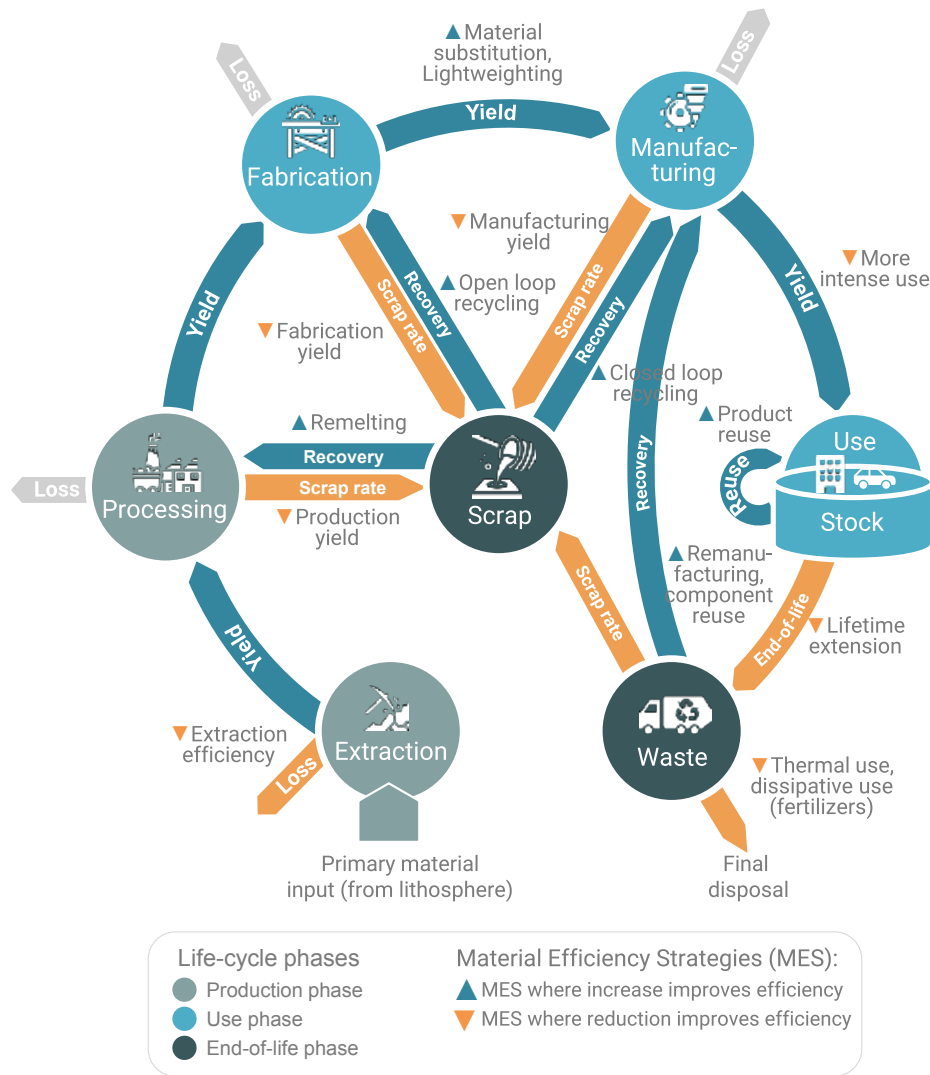 ▲ Material
substitution,
Lightweighting
Loss
Loss
Yield
Fabrication
Manufac-
turing
▼ Manufacturing
yield
▲ Open loop
recycling
Recovery
Scrap rate
Scrap rate
Recovery
▼ More
intense use
Yield
Yield
▼ Fabrication
yield
▲ Closed loop
recycling
▲ Remelting
Recovery
Scrap rate
▼ Production
yield
Loss
Processing
Scrap
Recovery
▲ Product
reuse
Reuse
Use
Stock
▲ Remanu-
facturing,
component
reuse
Scrap rate
End-of-life
▼ Lifetime
extension
Yield
▼ Extraction
efficiency
Loss
Extraction
Waste
▼ Thermal use,
dissipative use
(fertilizers)
Primary material
input (from lithosphere)
Final
disposal
Life-cycle phases
Production phase
Use phase
End-of-life phase
Material Efficiency Strategies (MES):
▲ MES where increase improves efficiency
▼ MES where reduction improves efficiency